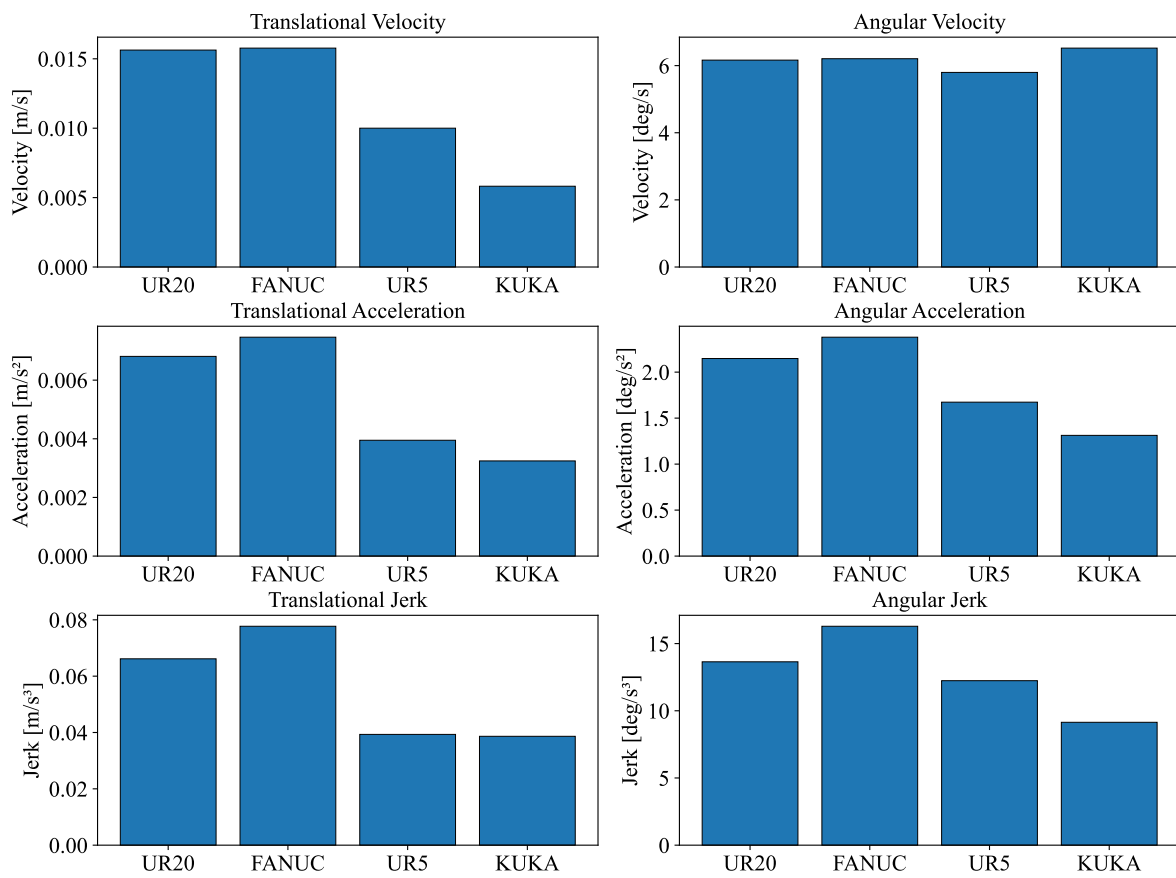 Translational Velocity
Velocity [m/s]
0.015
0.010
0.005
0.000
UR20 FANUC UR5 KUKA
Angular Velocity
Velocity [deg/s]
6
4
2
0
UR20 FANUC UR5 KUKA
Translational Acceleration
Acceleration [m/s²]
0.006
0.004
0.002
0.000
UR20 FANUC UR5 KUKA
Angular Acceleration
Acceleration [deg/s²]
2.0
1.5
1.0
0.5
0.0
UR20 FANUC UR5 KUKA
Translational Jerk
Jerk [m/s³]
0.08
0.06
0.04
0.02
0.00
UR20 FANUC UR5 KUKA
Angular Jerk
Jerk [deg/s³]
15
10
5
0
UR20 FANUC UR5 KUKA